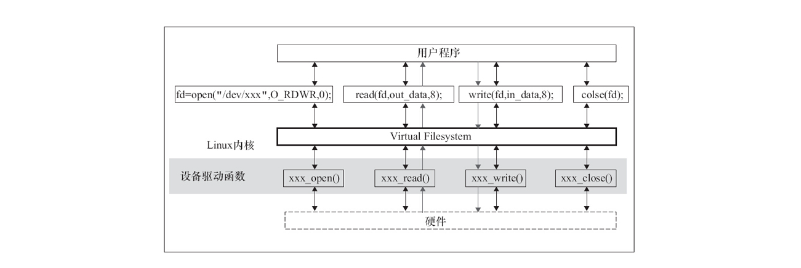 用户程序
fd=open("/dev/xxx",O_RDWR,0);
read(fd,out_data,8);
write(fd,in_data,8);
colse(fd);
Virtual Filesystem
Linux内核
设备驱动函数
xxx_open()
xxx_read()
xxx_write()
xxx_close()
硬件